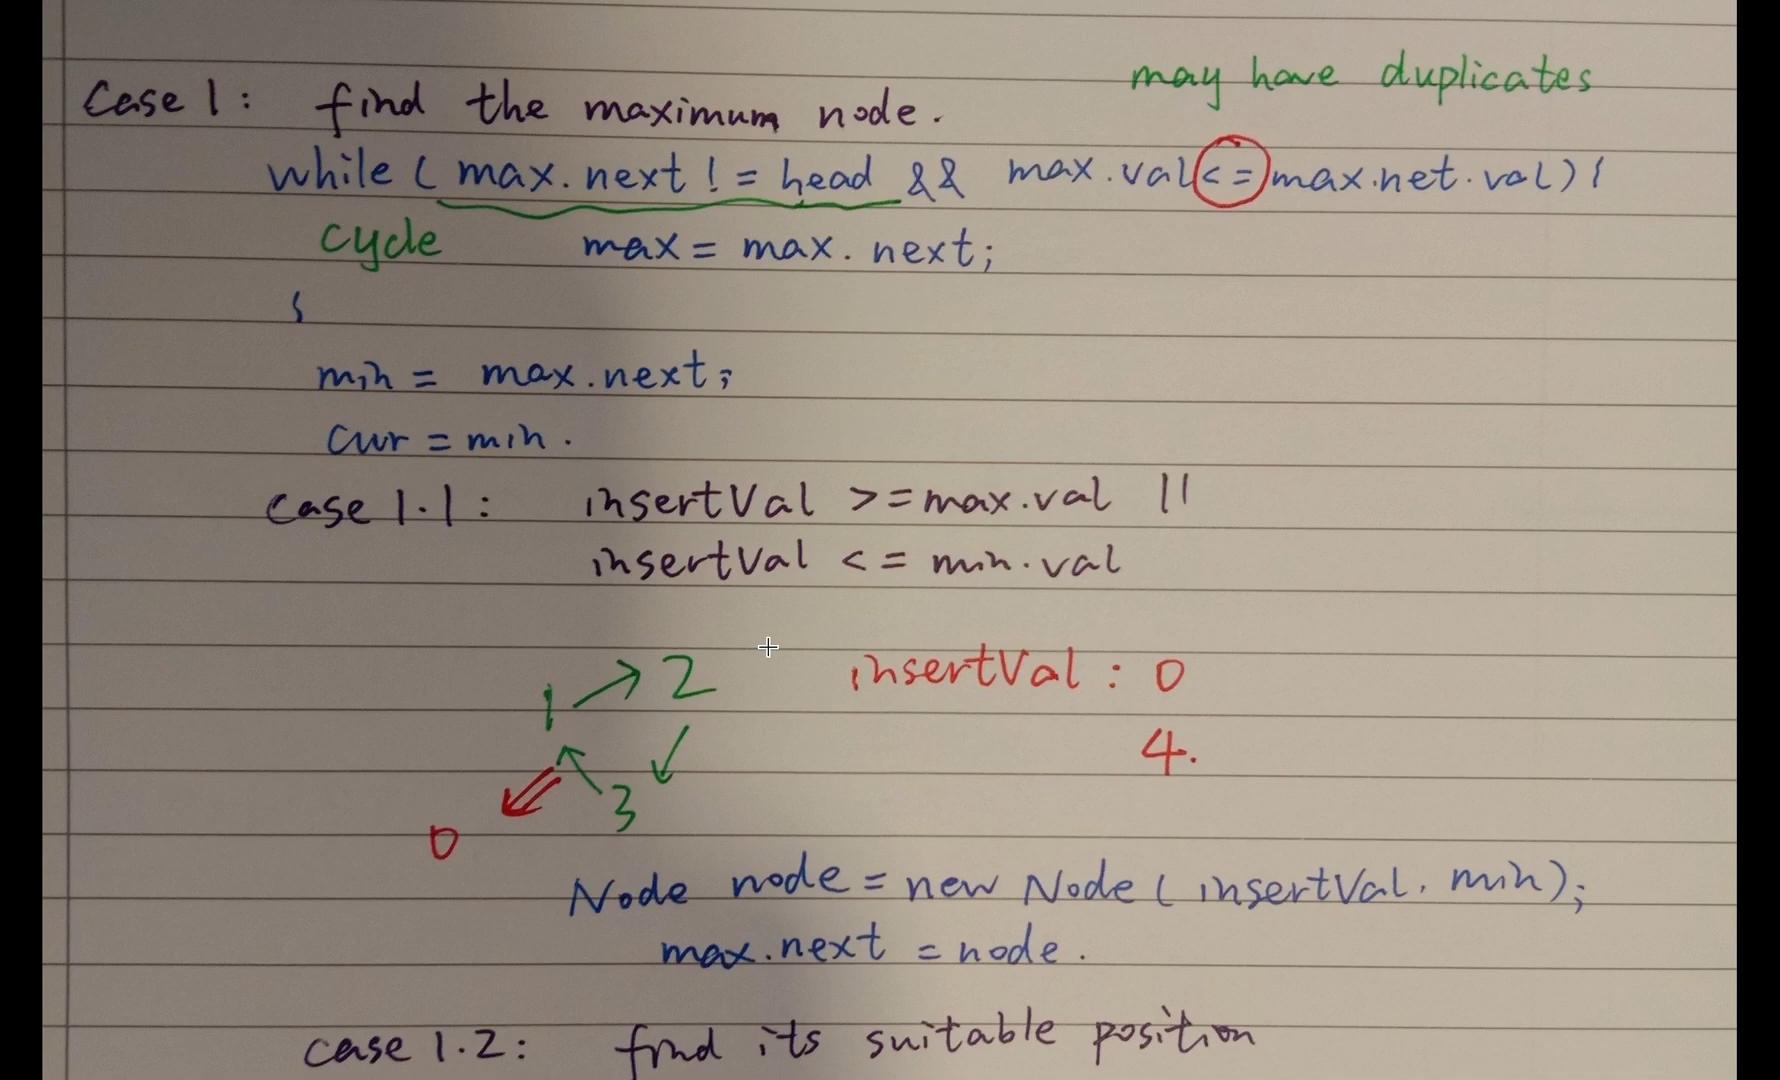 may have duplicates
Case 1: find the maximum node.
while ( max.next != head && max.val <= max.net.val) {
cycle max = max.next;
}
min = max.next;
cur = min.
case 1.1: insertVal >= max.val ||
insertVal <= min.val
1 → 2 insertVal : 0
4.
3
0
Node node = new Node ( insertVal, min);
max.next = node.
case 1.2: find its suitable position